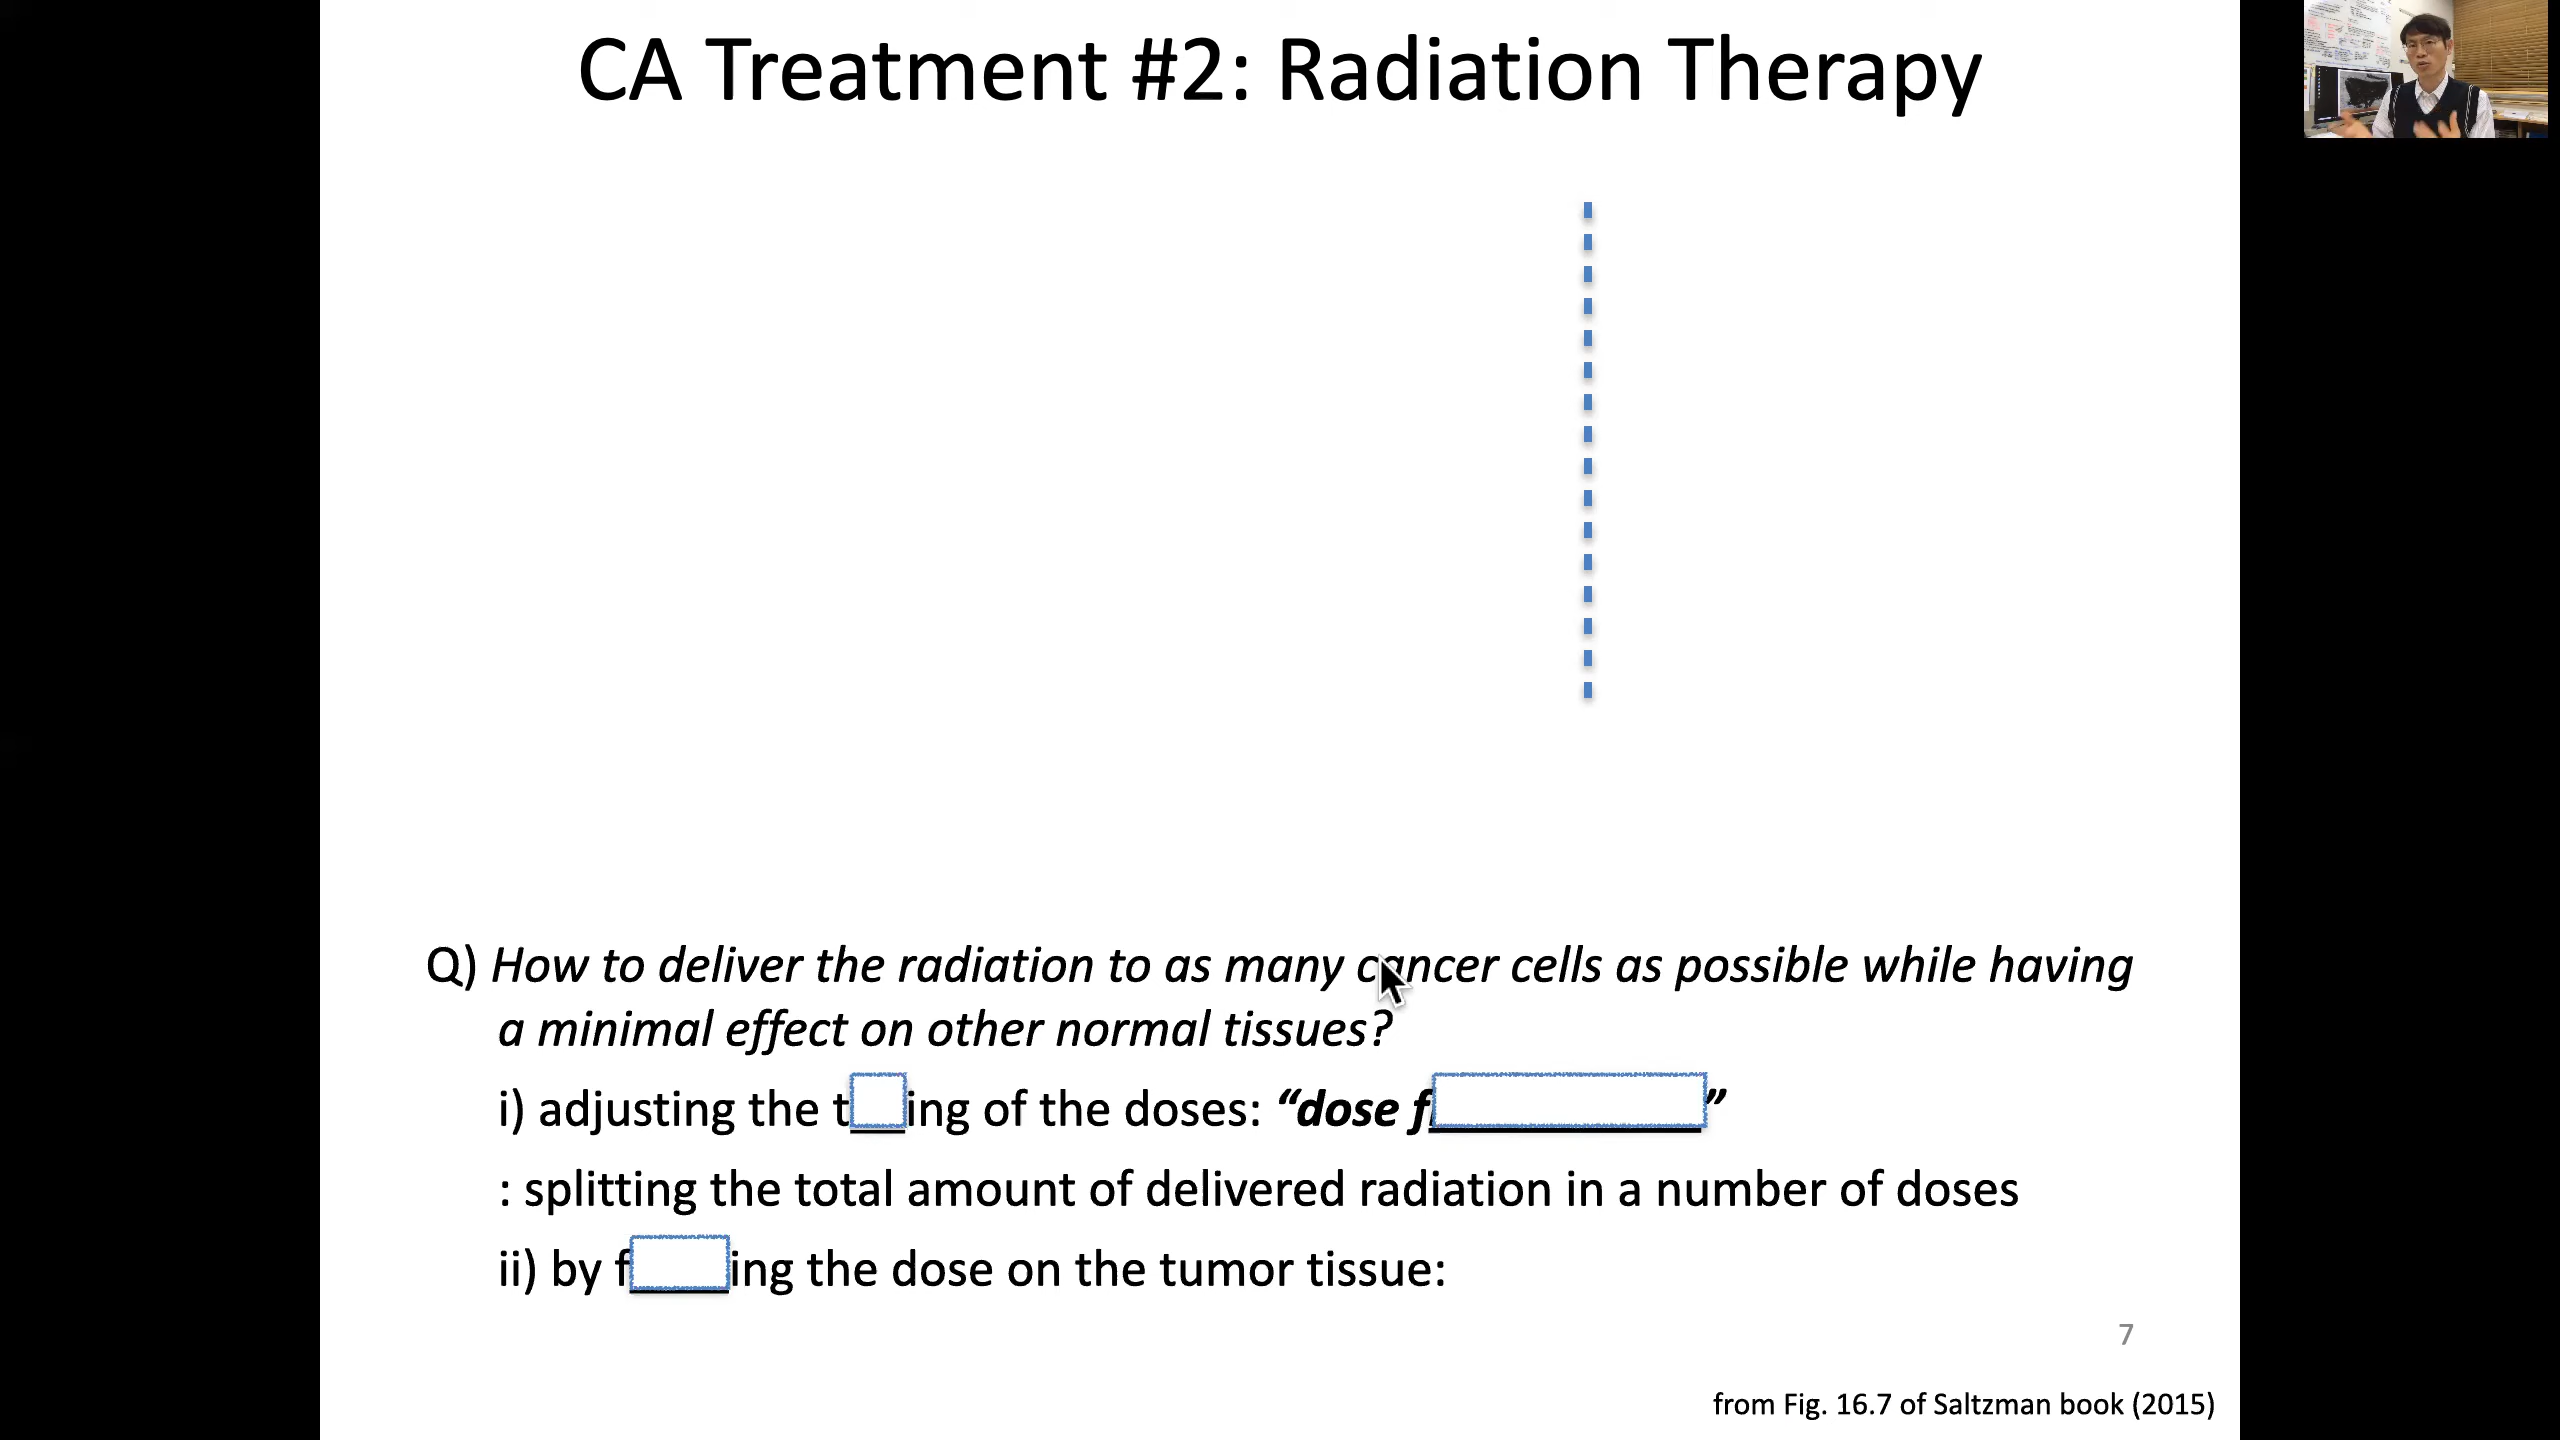 CA Treatment #2: Radiation Therapy
Q) How to deliver the radiation to as many cancer cells as possible while having
a minimal effect on other normal tissues?
i) adjusting the t ing of the doses: “dose f ”
: splitting the total amount of delivered radiation in a number of doses
ii) by f ing the dose on the tumor tissue:
7
from Fig. 16.7 of Saltzman book (2015)